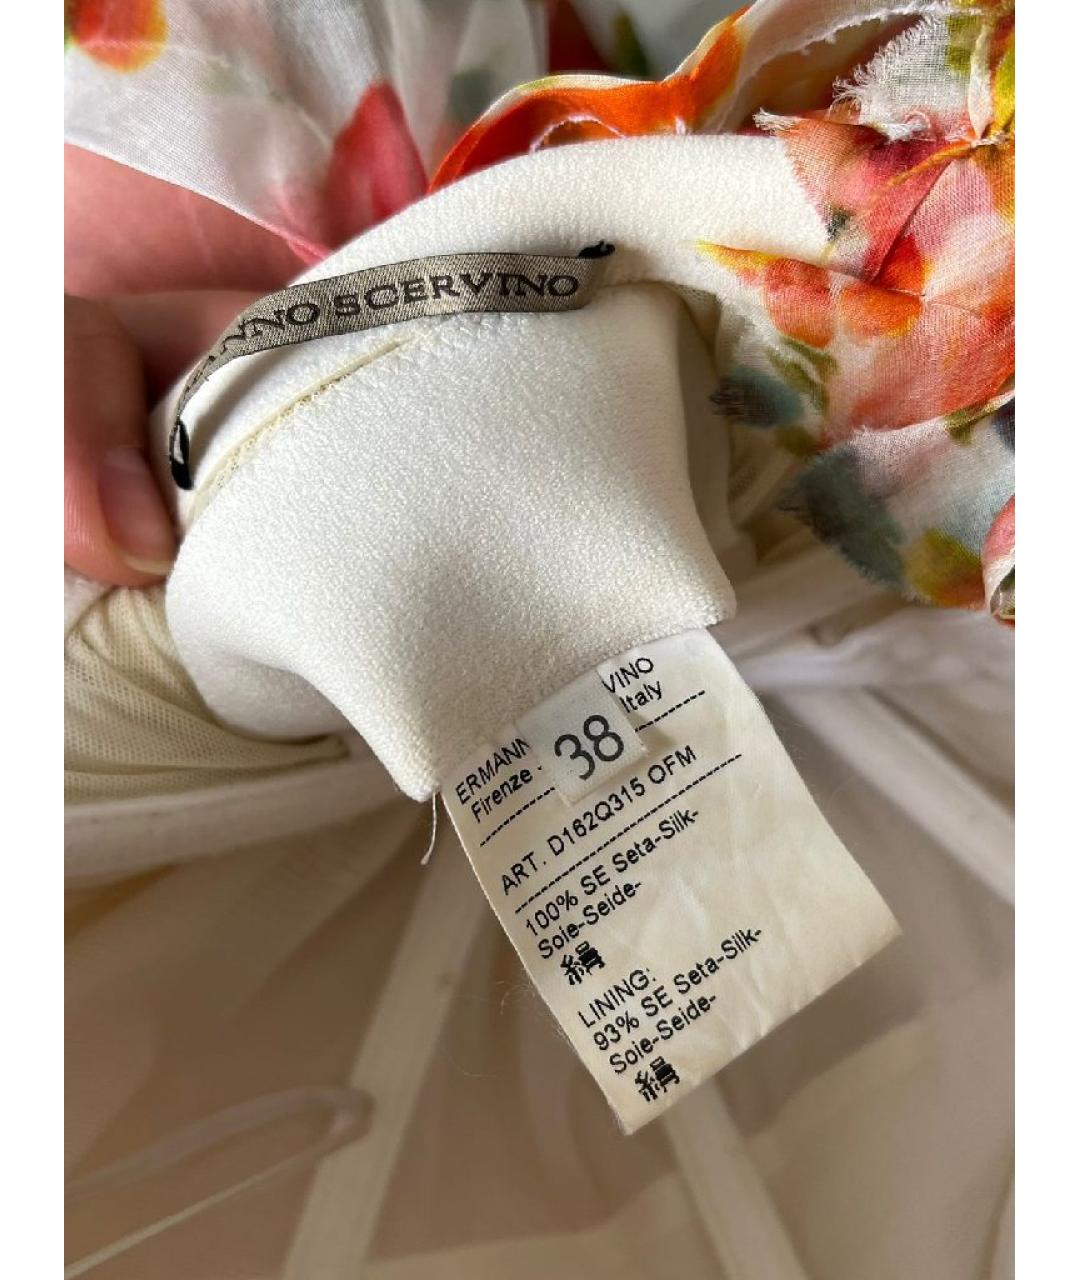 NNO SCERVINO
38
VINO
Italy
ERMANN
Firenze -
ART. D162Q315 OFM
100% SE Seta-Silk-
Soie-Seide-
絹
LINING:
93% SE Seta-Silk-
Soie-Seide-
絹